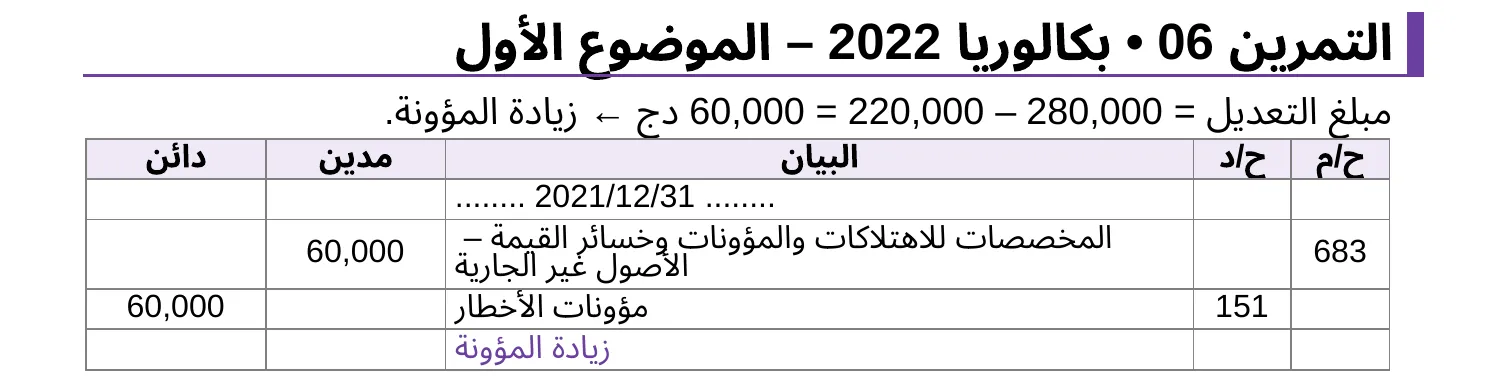 التمرين 06 • بكالوريا 2022 – الموضوع الأول
مبلغ التعديل = 280,000 – 220,000 = 60,000 دج ← زيادة المؤونة.
ح/م ح/د البيان مدين دائن
........ 2021/12/31 ........
683 المخصصات للاهتلاكات والمؤونات وخسائر القيمة – 60,000
الأصول غير الجارية
151 مؤونات الأخطار 60,000
زيادة المؤونة